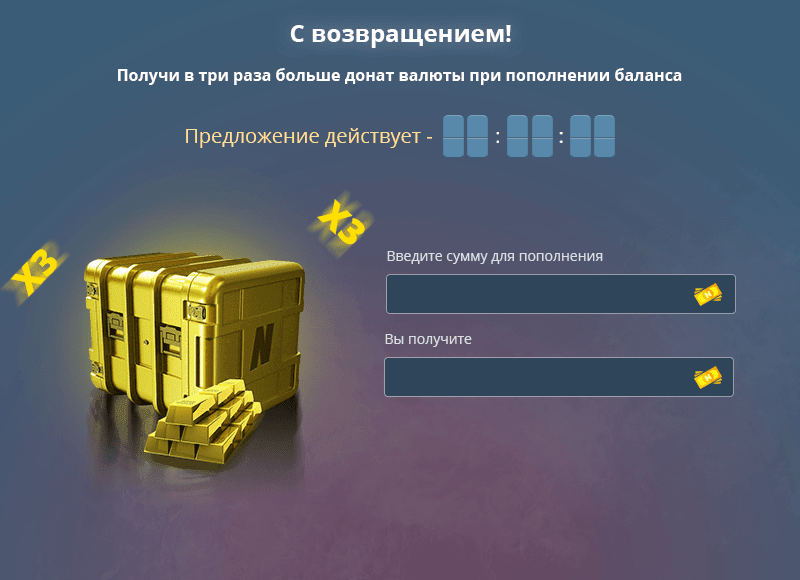 С возвращением!
Получи в три раза больше донат валюты при пополнении баланса
Предложение действует - : :
X3
X3
Введите сумму для пополнения
N
N
Вы получите
N